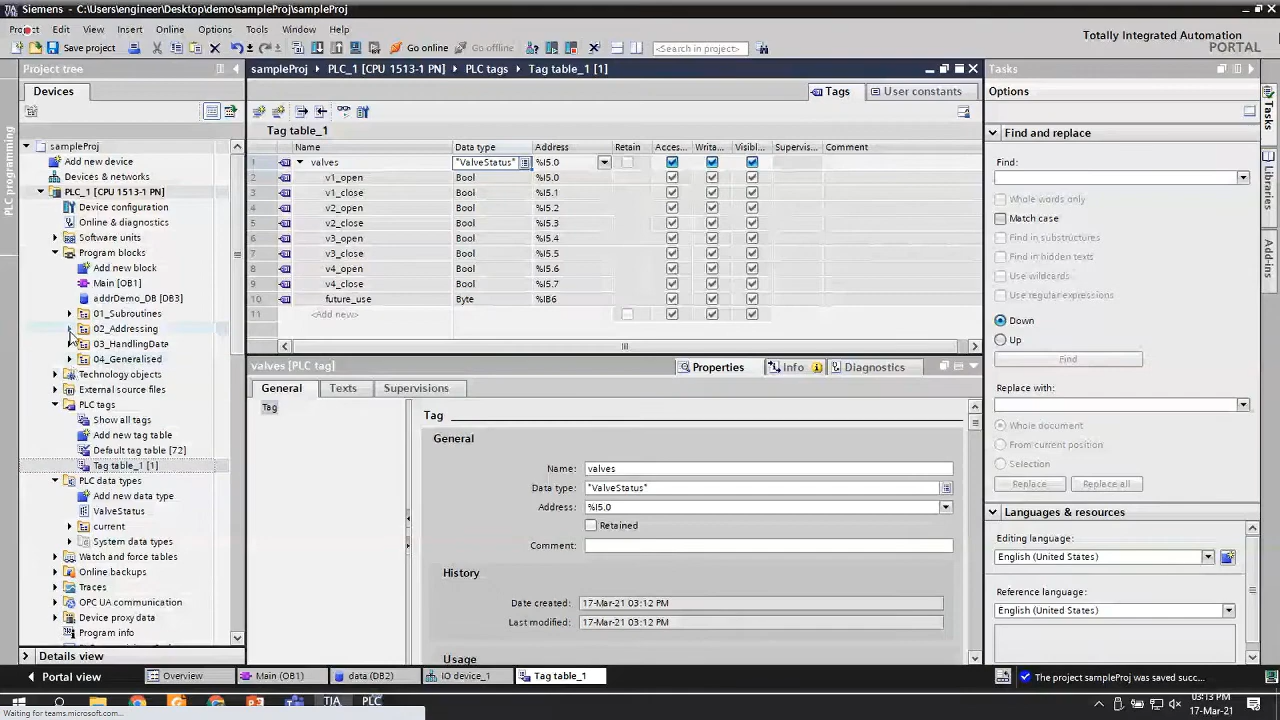 Siemens - C:\Users\engineer\Desktop\demo\sampleProj\sampleProj
Project Edit View Insert Online Options Tools Window Help
Totally Integrated Automation
PORTAL
Save project
Go online
Go offline
<Search in project>
Project tree
sampleProj ▸ PLC_1 [CPU 1513-1 PN] ▸ PLC tags ▸ Tag table_1 [1]
Tasks
Devices
Tags
User constants
Options
PLC programming
Tasks
Libraries
Add-ins
Tag table_1
Find and replace
sampleProj
Add new device
Devices & networks
PLC_1 [CPU 1513-1 PN]
Device configuration
Online & diagnostics
Software units
Program blocks
Add new block
Main [OB1]
addrDemo_DB [DB3]
01_Subroutines
02_Addressing
03_HandlingData
04_Generalised
Technology objects
External source files
PLC tags
Show all tags
Add new tag table
Default tag table [72]
Tag table_1 [1]
PLC data types
Add new data type
ValveStatus
current
System data types
Watch and force tables
Online backups
Traces
OPC UA communication
Device proxy data
Program info
Details view
Name Data type Address Retain Acces... Writa... Visibl... Supervis... Comment
1 valves "ValveStatus" %I5.0
2 v1_open Bool %I5.0
3 v1_close Bool %I5.1
4 v2_open Bool %I5.2
5 v2_close Bool %I5.3
6 v3_open Bool %I5.4
7 v3_close Bool %I5.5
8 v4_open Bool %I5.6
9 v4_close Bool %I5.7
10 future_use Byte %IB6
11 <Add new>
valves [PLC tag]
Properties
Info
Diagnostics
General Texts Supervisions
Tag
Tag
General
Name: valves
Data type: "ValveStatus"
Address: %I5.0
Retained
Comment:
History
Date created: 17-Mar-21 03:12 PM
Last modified: 17-Mar-21 03:12 PM
Usage
Find:
Whole words only
Match case
Find in substructures
Find in hidden texts
Use wildcards
Use regular expressions
Down
Up
Find
Replace with:
Whole document
From current position
Selection
Replace Replace all
Languages & resources
Editing language:
English (United States)
Reference language:
English (United States)
Portal view
Overview
Main (OB1)
data (DB2)
IO device_1
Tag table_1
The project sampleProj was saved succ...
TIA
PLC
03:13 PM
17-Mar-21
Waiting for teams.microsoft.com...